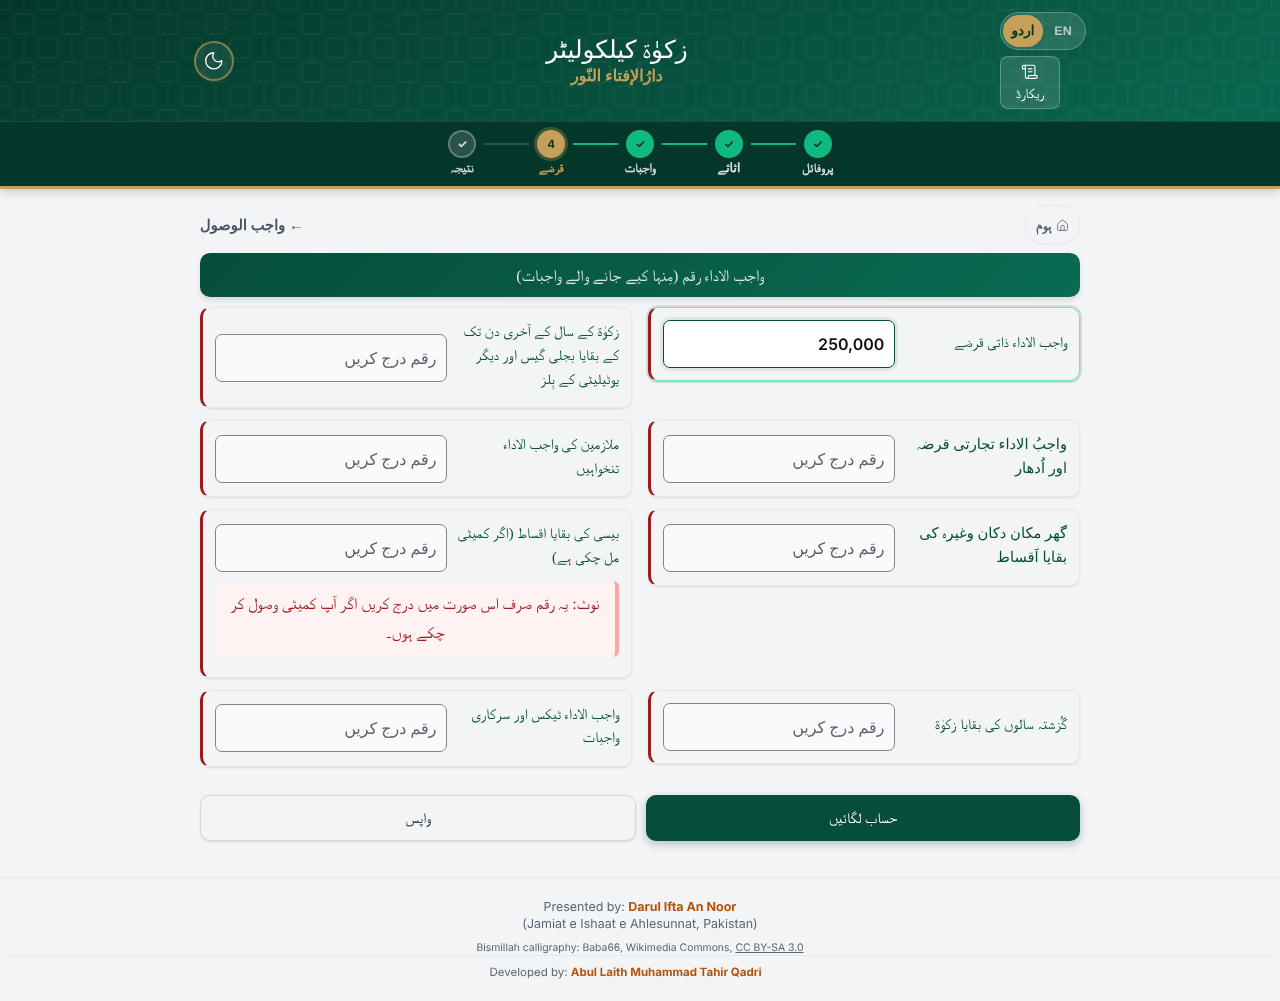 اردو
EN
زکوٰۃ کیلکولیٹر
دارُالإفتاء النّور
ریکارڈ
پروفائل
اثاثے
واجبات
4
قرضے
نتیجہ
ہوم
← واجب الوصول
واجب الاداء رقم (مِنہا کیے جانے والے واجبات)
واجب الاداء ذاتی قرضے
250,000
زکوٰۃ کے سال کے آخری دن تک
کے بقایا بجلی گیس اور دیگر
یوٹیلیٹی کے بِلز
رقم درج کریں
واجبُ الاداء تجارتی قرضہ
اور اُدھار
رقم درج کریں
ملازمین کی واجب الاداء
تنخواہیں
رقم درج کریں
گھر مکان دکان وغیرہ کی
بقایا اَقساط
رقم درج کریں
بیسی کی بقایا اقساط (اگر کمیٹی
مل چکی ہے)
رقم درج کریں
نوٹ: یہ رقم صرف اس صورت میں درج کریں اگر آپ کمیٹی وصول کر
چکے ہوں۔
گُزشتہ سالوں کی بقایا زکوٰۃ
رقم درج کریں
واجب الاداء ٹیکس اور سرکاری
واجبات
رقم درج کریں
حساب لگائیں
واپس
Presented by: Darul Ifta An Noor
(Jamiat e Ishaat e Ahlesunnat, Pakistan)
Bismillah calligraphy: Baba66, Wikimedia Commons, CC BY-SA 3.0
Developed by: Abul Laith Muhammad Tahir Qadri